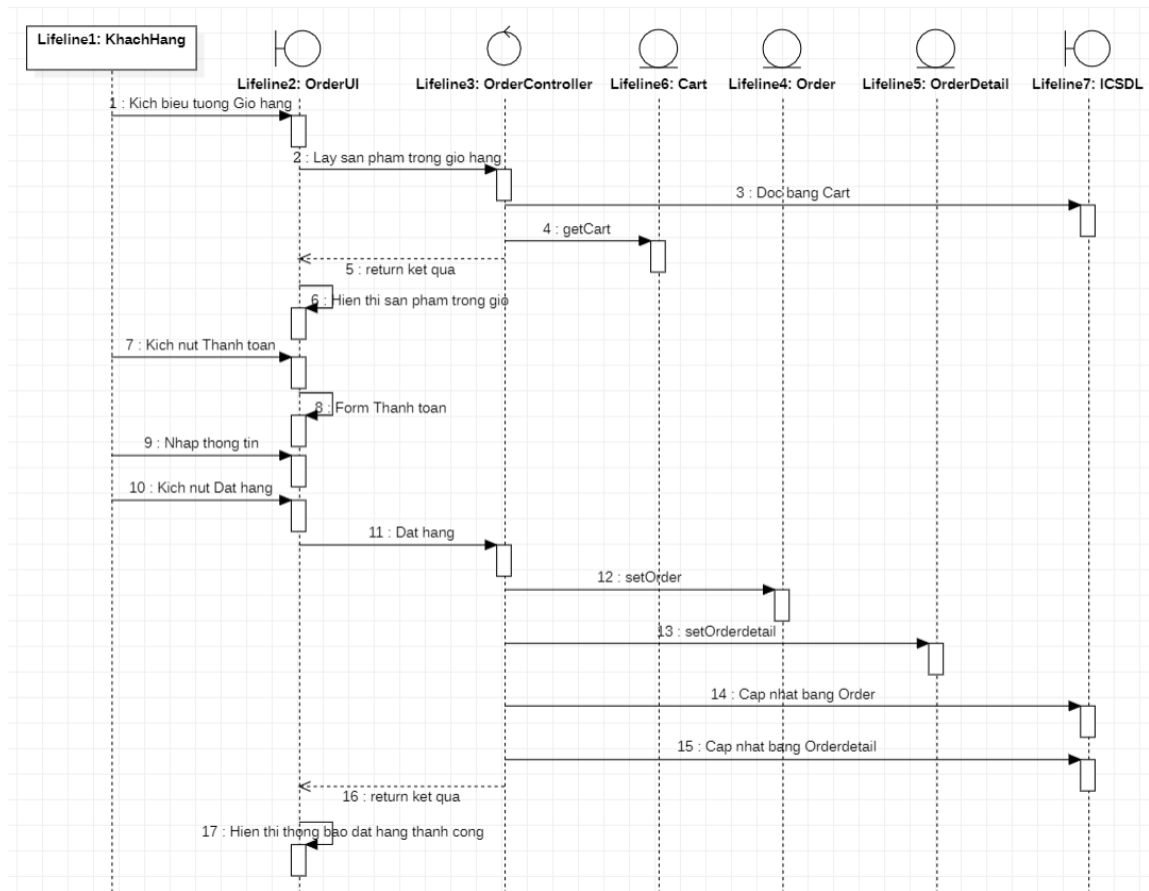 Lifeline1: KhachHang
Lifeline2: OrderUI
Lifeline3: OrderController
Lifeline6: Cart
Lifeline4: Order
Lifeline5: OrderDetail
Lifeline7: ICSDL
1 : Kich bieu tuong Gio hang
2 : Lay san pham trong gio hang
3 : Doc bang Cart
4 : getCart
5 : return ket qua
6 : Hien thi san pham trong gio
7 : Kich nut Thanh toan
8 : Form Thanh toan
9 : Nhap thong tin
10 : Kich nut Dat hang
11 : Dat hang
12 : setOrder
13 : setOrderdetail
14 : Cap nhat bang Order
15 : Cap nhat bang Orderdetail
16 : return ket qua
17 : Hien thi thong bao dat hang thanh cong